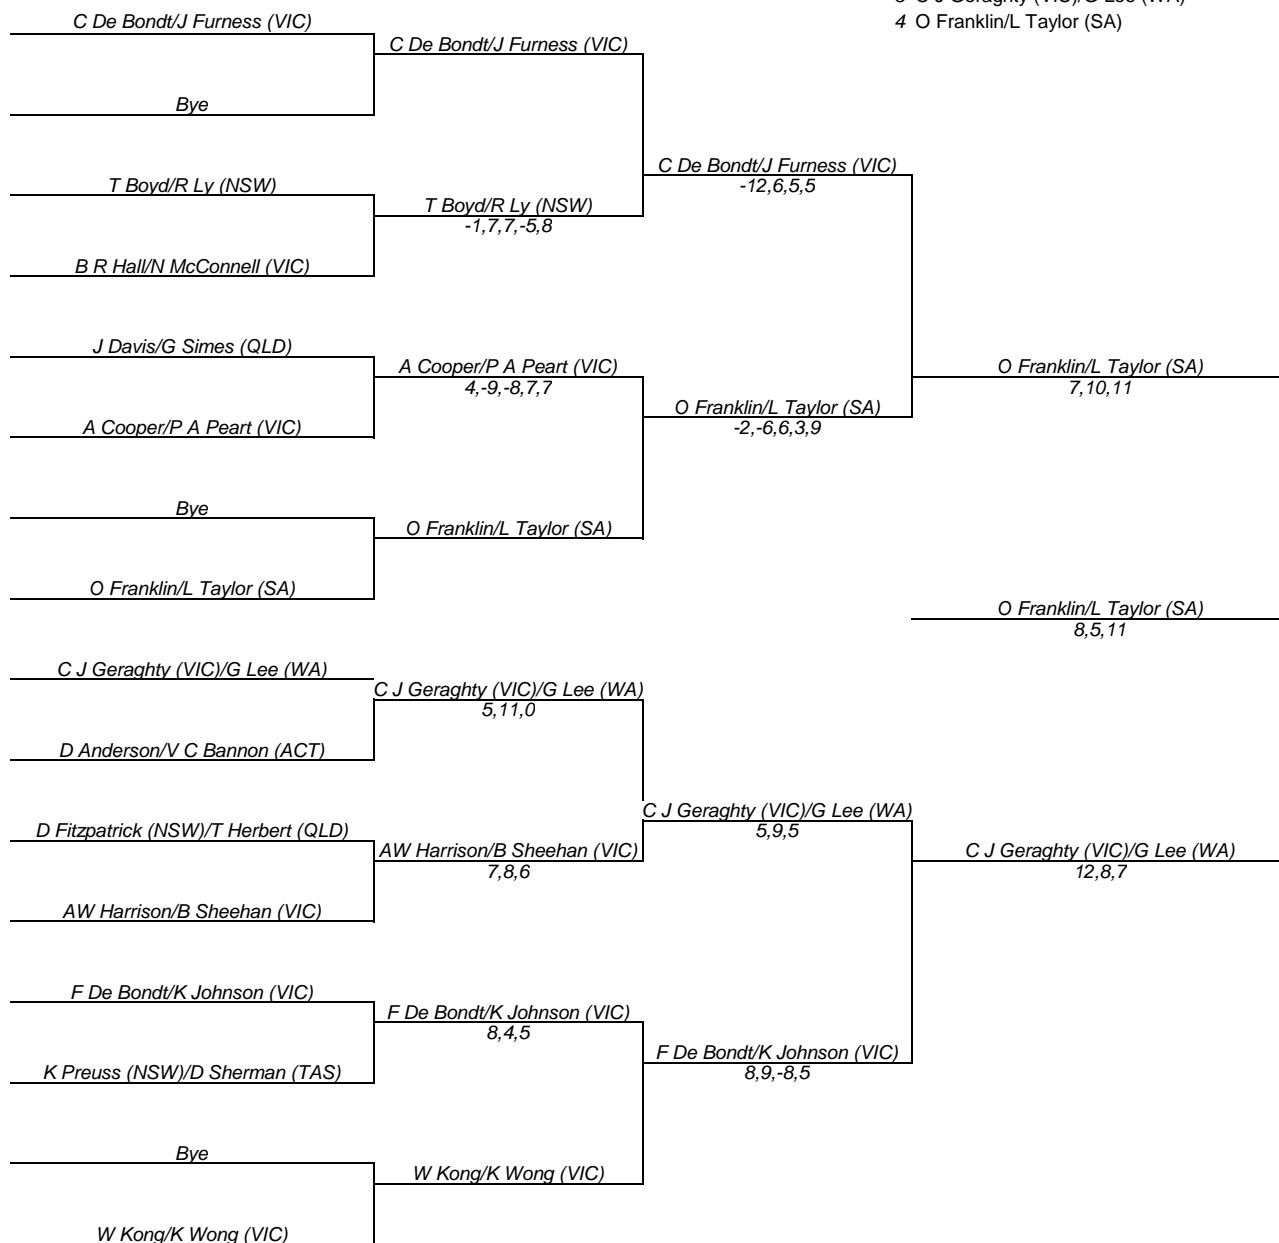 3 C J Geraghty (VIC)/G Lee (WA)
4 O Franklin/L Taylor (SA)
C De Bondt/J Furness (VIC)
C De Bondt/J Furness (VIC)
Bye
C De Bondt/J Furness (VIC)
-12,6,5,5
T Boyd/R Ly (NSW)
T Boyd/R Ly (NSW)
-1,7,7,-5,8
B R Hall/N McConnell (VIC)
J Davis/G Simes (QLD)
A Cooper/P A Peart (VIC)
4,-9,-8,7,7
O Franklin/L Taylor (SA)
7,10,11
A Cooper/P A Peart (VIC)
O Franklin/L Taylor (SA)
-2,-6,6,3,9
Bye
O Franklin/L Taylor (SA)
O Franklin/L Taylor (SA)
O Franklin/L Taylor (SA)
8,5,11
C J Geraghty (VIC)/G Lee (WA)
C J Geraghty (VIC)/G Lee (WA)
5,11,0
D Anderson/V C Bannon (ACT)
C J Geraghty (VIC)/G Lee (WA)
5,9,5
D Fitzpatrick (NSW)/T Herbert (QLD)
AW Harrison/B Sheehan (VIC)
7,8,6
C J Geraghty (VIC)/G Lee (WA)
12,8,7
AW Harrison/B Sheehan (VIC)
F De Bondt/K Johnson (VIC)
F De Bondt/K Johnson (VIC)
8,4,5
F De Bondt/K Johnson (VIC)
8,9,-8,5
K Preuss (NSW)/D Sherman (TAS)
Bye
W Kong/K Wong (VIC)
W Kong/K Wong (VIC)